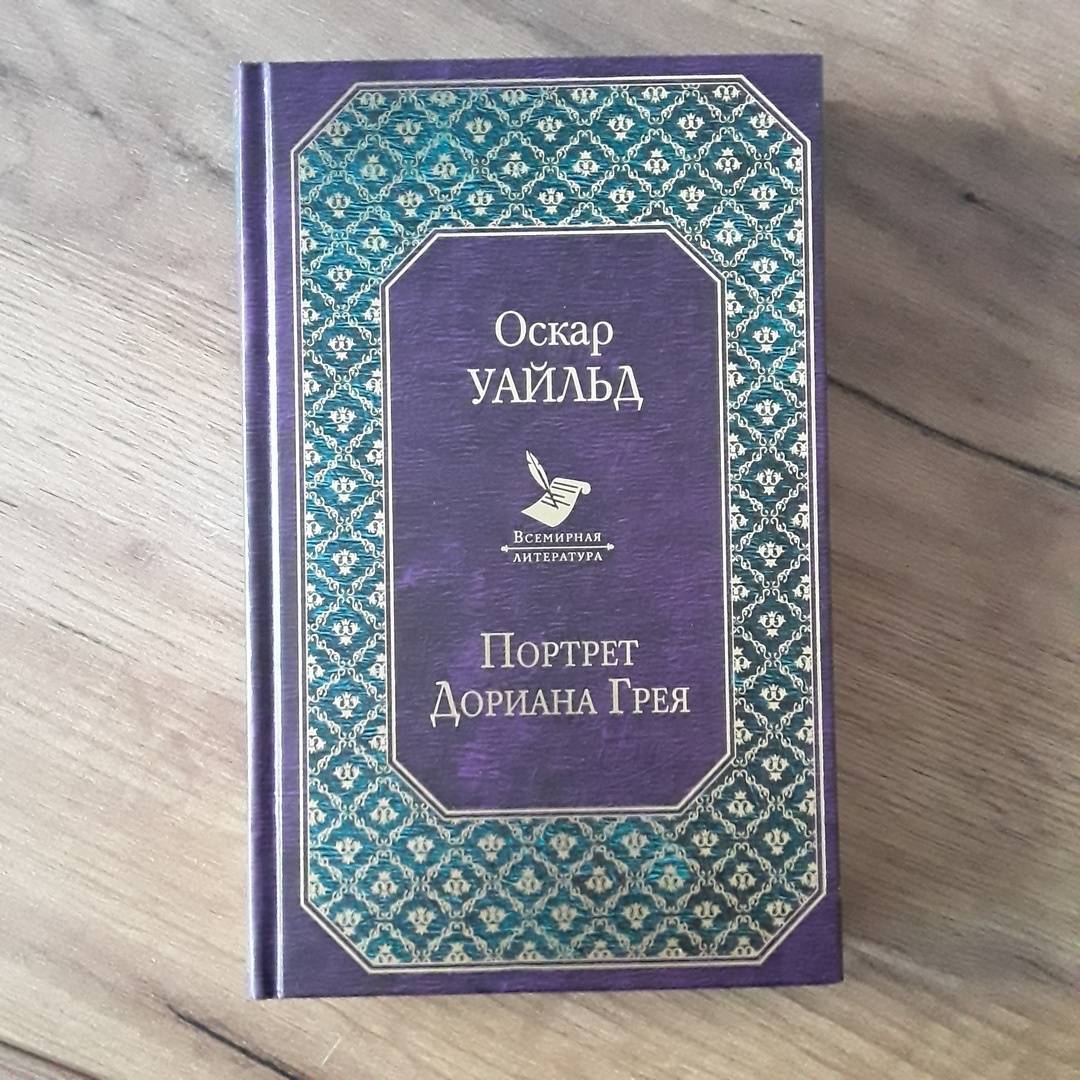 Оскар
УАЙЛЬД
Всемирная
литература
Портрет
Дориана Грея